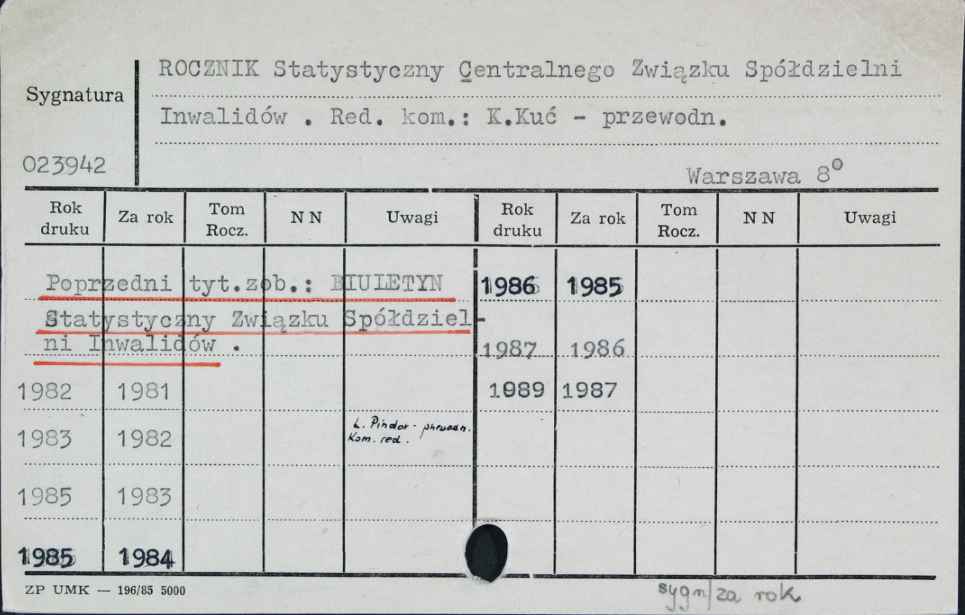 ROCZNIK Statystyczny Centralnego Związku Spółdzielni
Sygnatura
Inwalidów . Red. kom.: K.Kuć - przewodn.
023942
Warszawa 8°
Rok druku Za rok Tom Rocz. N N Uwagi Rok druku Za rok Tom Rocz. N N Uwagi
Poprzedni tyt.zob.: BIULETYN
Statystyczny Związku Spółdziel-
ni Inwalidów .
1982 1981
1983 1982 L. Pindor - przewodn.
Kom. red.
1985 1983
1985 1984
1986 1985
1987 1986
1989 1987
ZP UMK — 196/85 5000
sygn/za rok